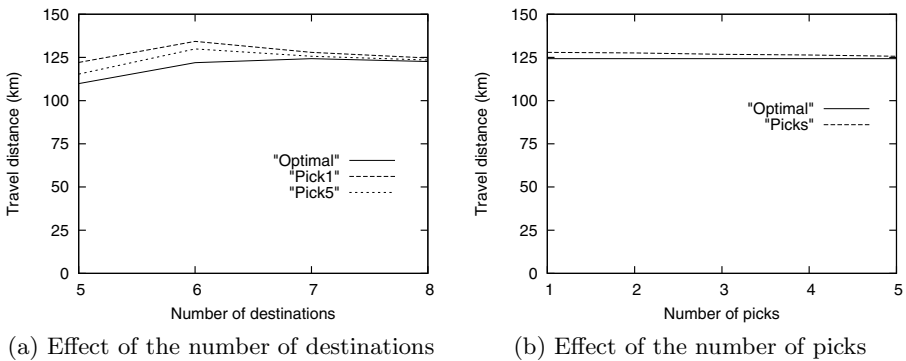 150
125
100
75
50
25
0
Travel distance (km)
"Optimal"
"Pick1"
"Pick5"
5 6 7 8
Number of destinations
(a) Effect of the number of destinations
150
125
100
75
50
25
0
Travel distance (km)
"Optimal"
"Picks"
1 2 3 4 5
Number of picks
(b) Effect of the number of picks